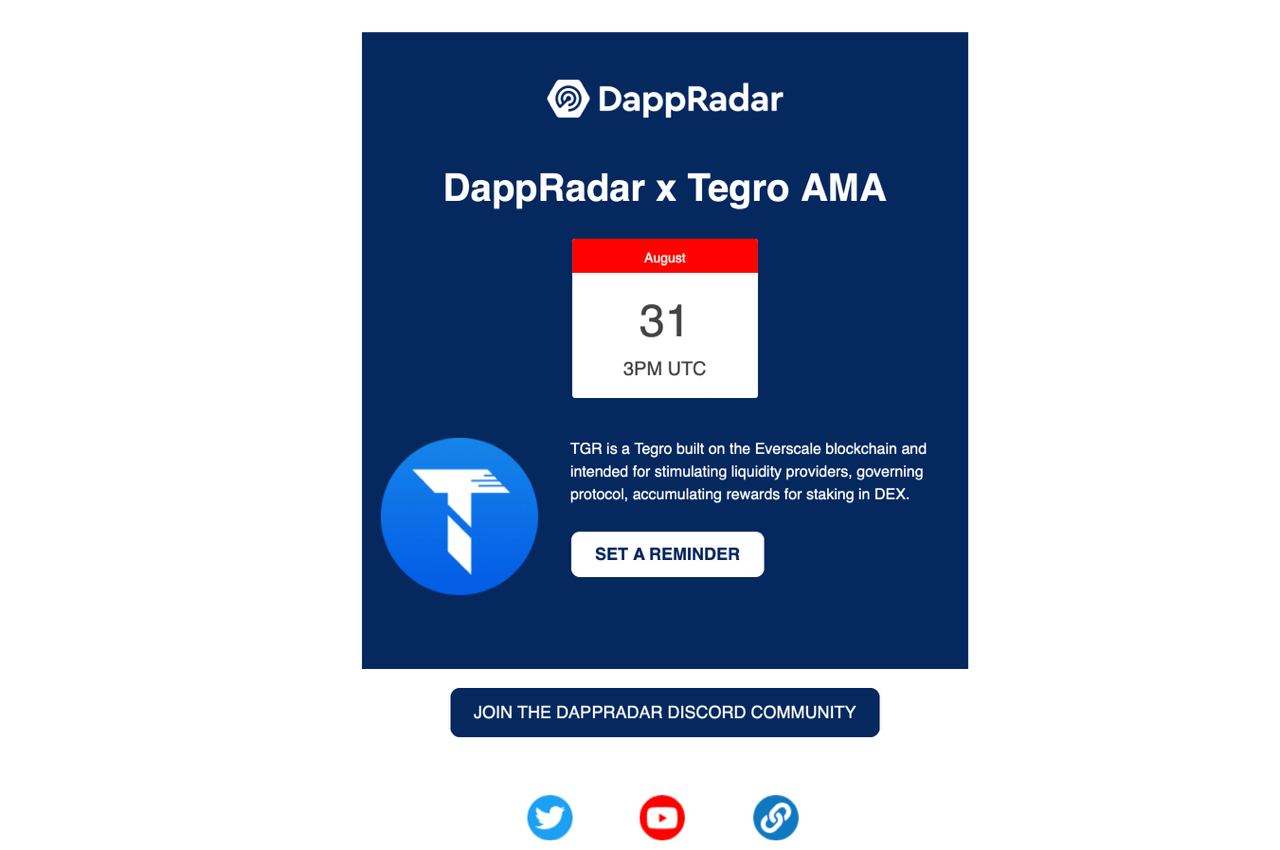 DappRadar
DappRadar x Tegro AMA
August
31
3PM UTC
TGR is a Tegro built on the Everscale blockchain and
intended for stimulating liquidity providers, governing
protocol, accumulating rewards for staking in DEX.
SET A REMINDER
JOIN THE DAPPRADAR DISCORD COMMUNITY